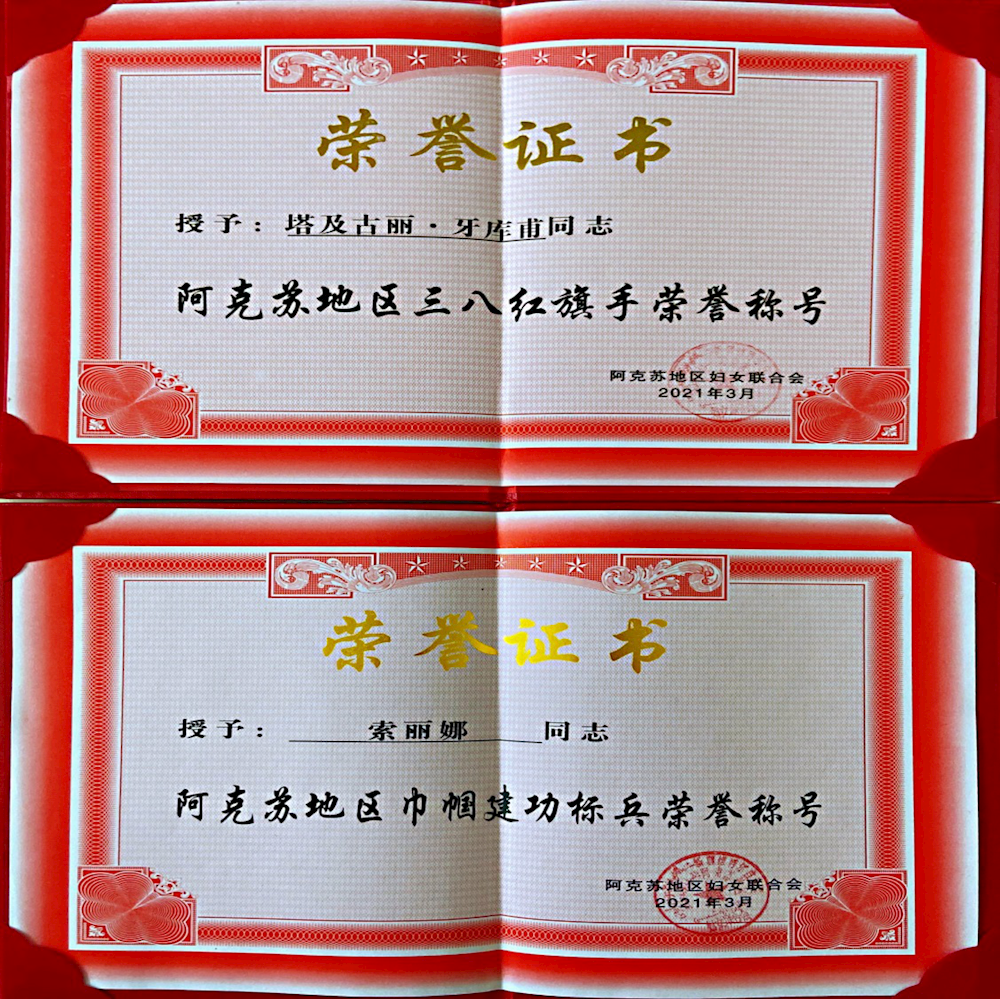 荣誉证书
授予：塔及古丽·牙库甫同志
阿克苏地区三八红旗手荣誉称号
阿克苏地区妇女联合会
2021年3月
荣誉证书
授予：索丽娜同志
阿克苏地区巾帼建功标兵荣誉称号
阿克苏地区妇女联合会
2021年3月